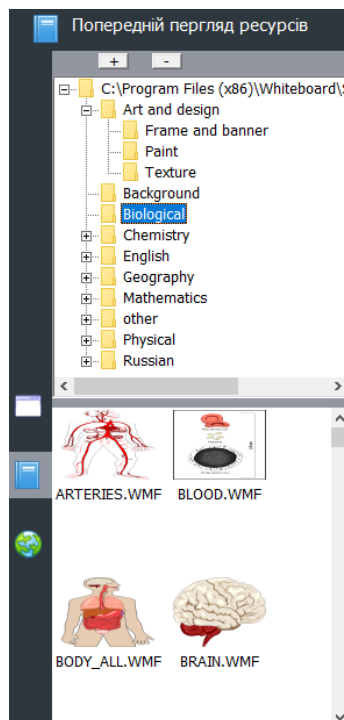 Попередній пергляд ресурсів
+ -
C:\Program Files (x86)\Whiteboard\
Art and design
Frame and banner
Paint
Texture
Background
Biological
Chemistry
English
Geography
Mathematics
other
Physical
Russian
ARTERIES.WMF BLOOD.WMF
BODY_ALL.WMF BRAIN.WMF